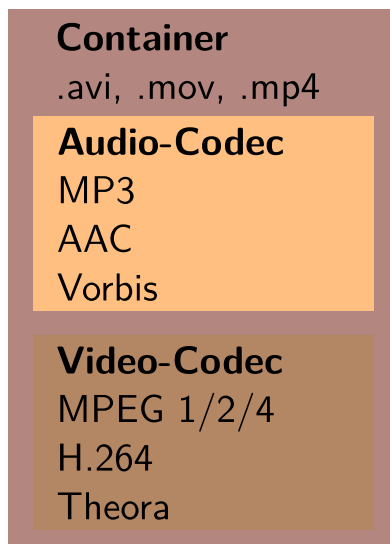 Container
.avi, .mov, .mp4
Audio-Codec
MP3
AAC
Vorbis
Video-Codec
MPEG 1/2/4
H.264
Theora